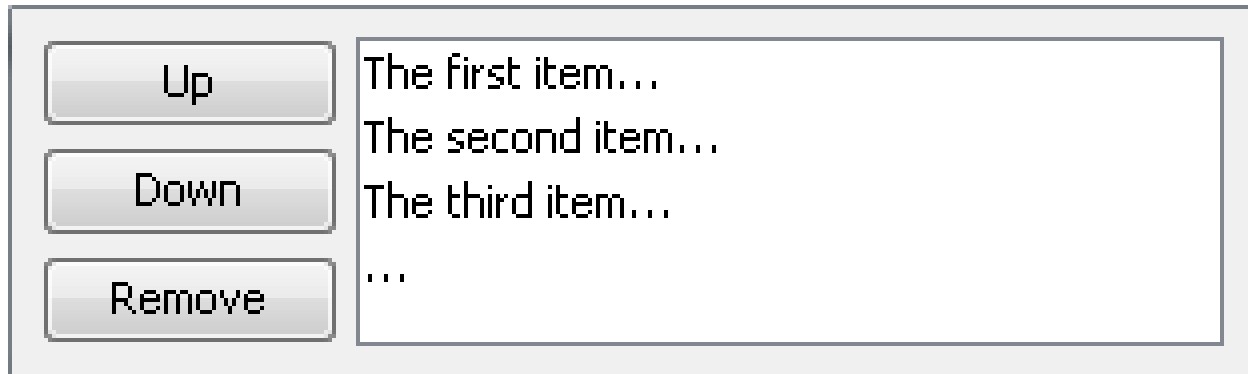 Up
Down
Remove
The first item...
The second item...
The third item...
...